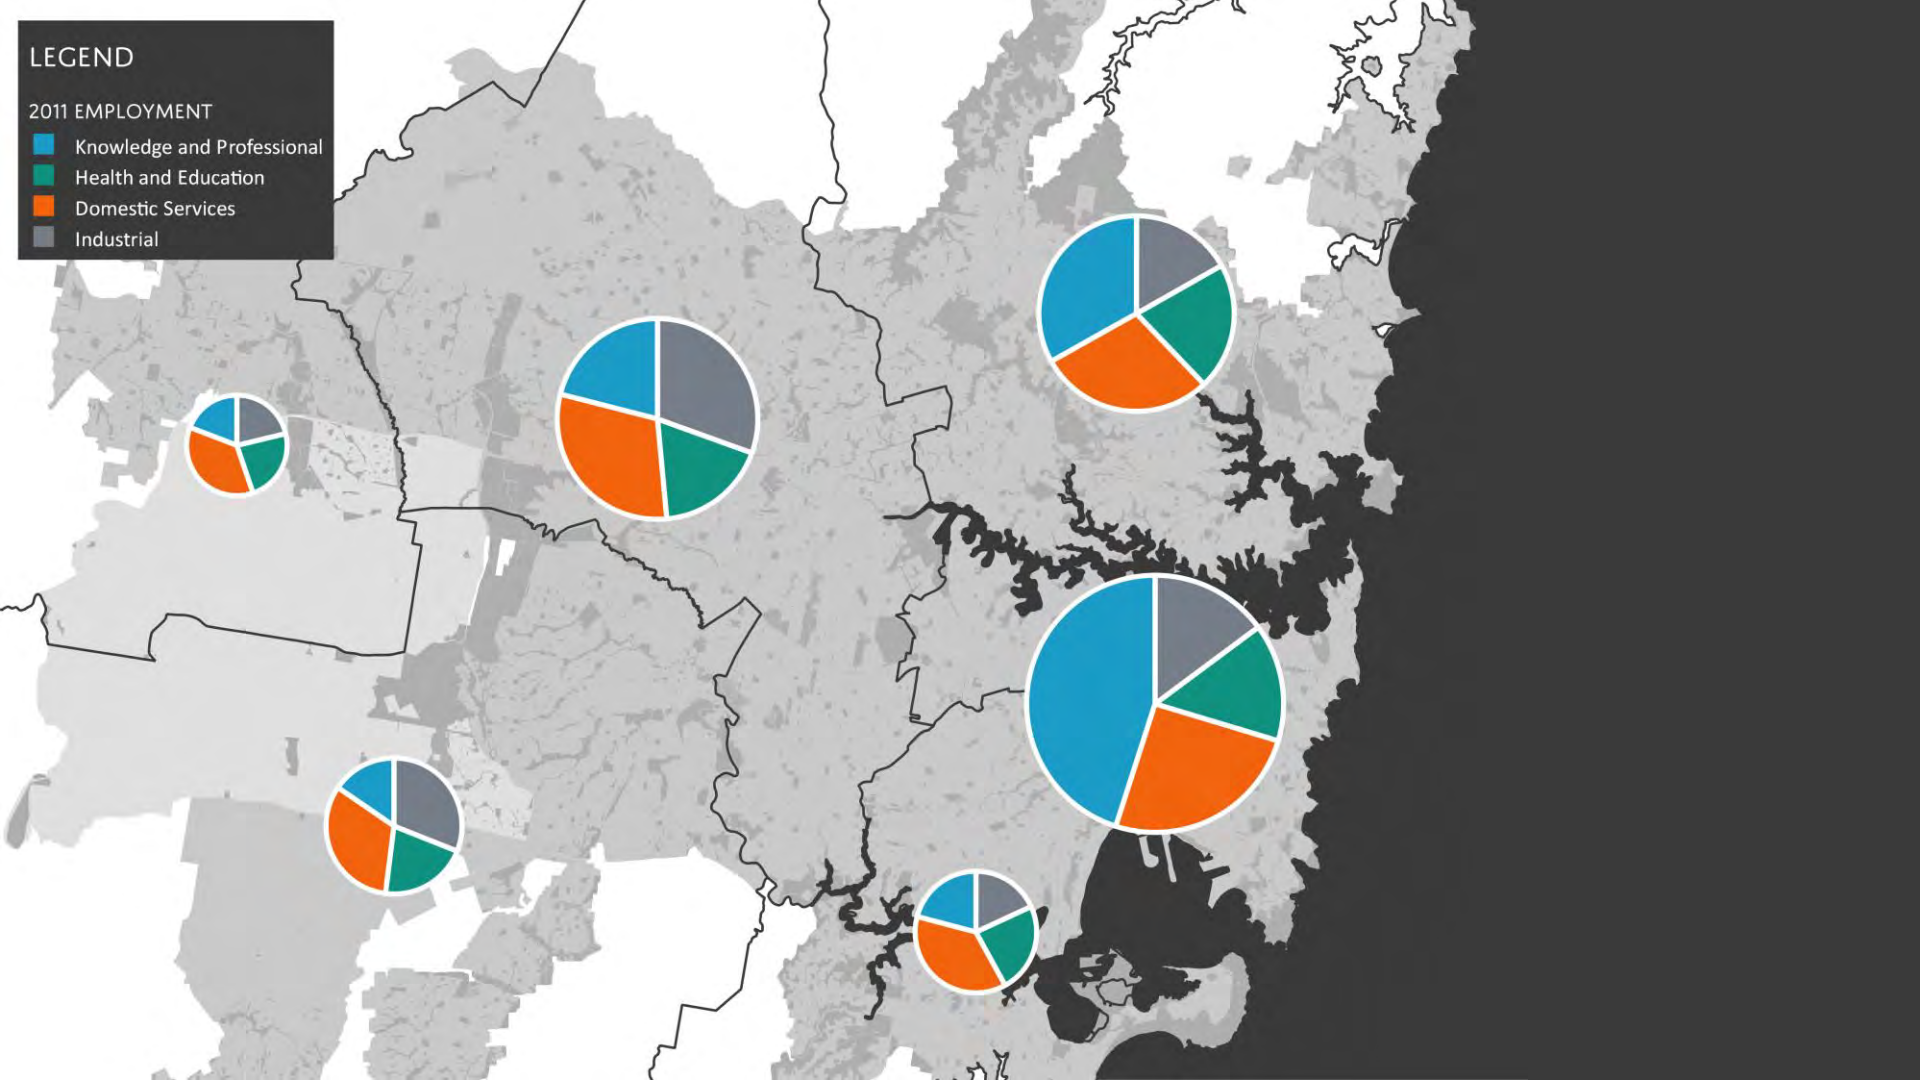 LEGEND
2011 EMPLOYMENT
Knowledge and Professional
Health and Education
Domestic Services
Industrial